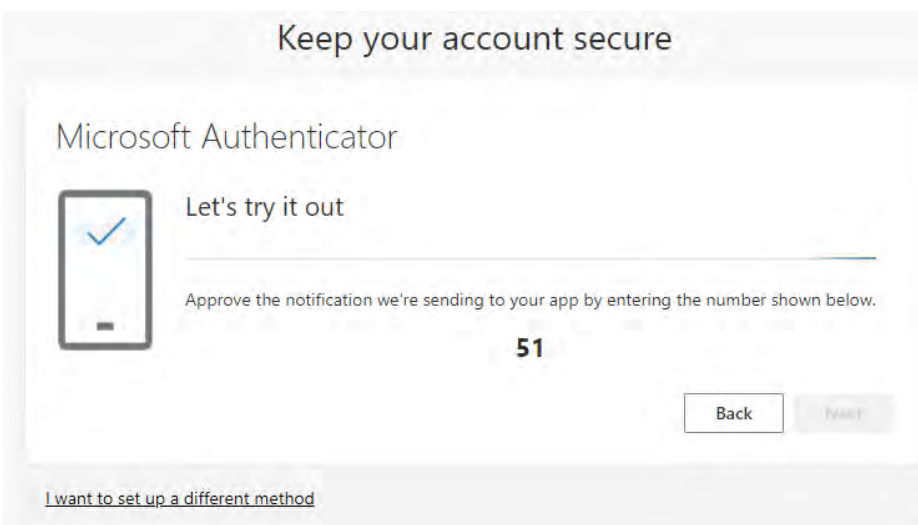 Keep your account secure
Microsoft Authenticator
Let's try it out
Approve the notification we're sending to your app by entering the number shown below.
51
Back
Next
I want to set up a different method